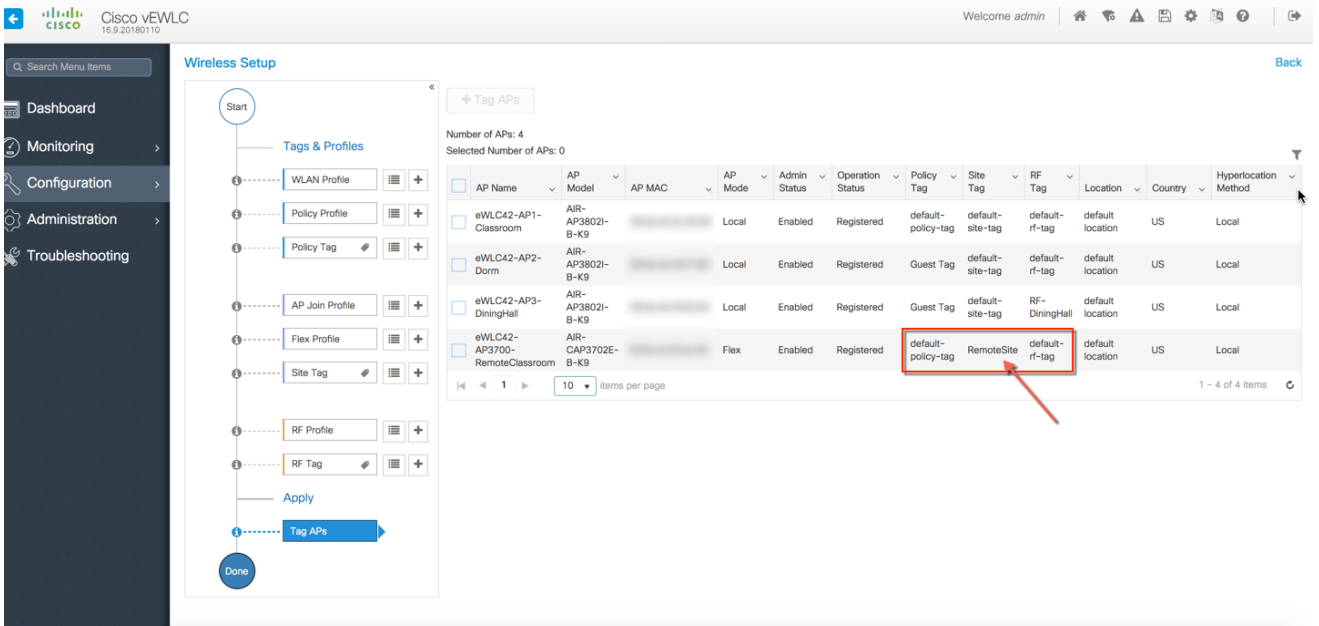 CISCO
Cisco vEWLC
16.9.20180110
Welcome admin
Search Menu Items
Dashboard
Monitoring
Configuration
Administration
Troubleshooting
Wireless Setup
Back
Start
Tags & Profiles
WLAN Profile
Policy Profile
Policy Tag
AP Join Profile
Flex Profile
Site Tag
RF Profile
RF Tag
Apply
Tag APs
Done
+ Tag APs
Number of APs: 4
Selected Number of APs: 0
AP Name AP Model AP MAC AP Mode Admin Status Operation Status Policy Tag Site Tag RF Tag Location Country Hyperlocation Method
eWLC42-AP1-Classroom AIR-AP3802I-B-K9 Local Enabled Registered default-policy-tag default-site-tag default-rf-tag default location US Local
eWLC42-AP2-Dorm AIR-AP3802I-B-K9 Local Enabled Registered Guest Tag default-site-tag default-rf-tag default location US Local
eWLC42-AP3-DiningHall AIR-AP3802I-B-K9 Local Enabled Registered Guest Tag default-site-tag RF-DiningHall default location US Local
eWLC42-AP3700-RemoteClassroom AIR-CAP3702E-B-K9 Flex Enabled Registered default-policy-tag RemoteSite default-rf-tag default location US Local
1 10 items per page 1 - 4 of 4 items